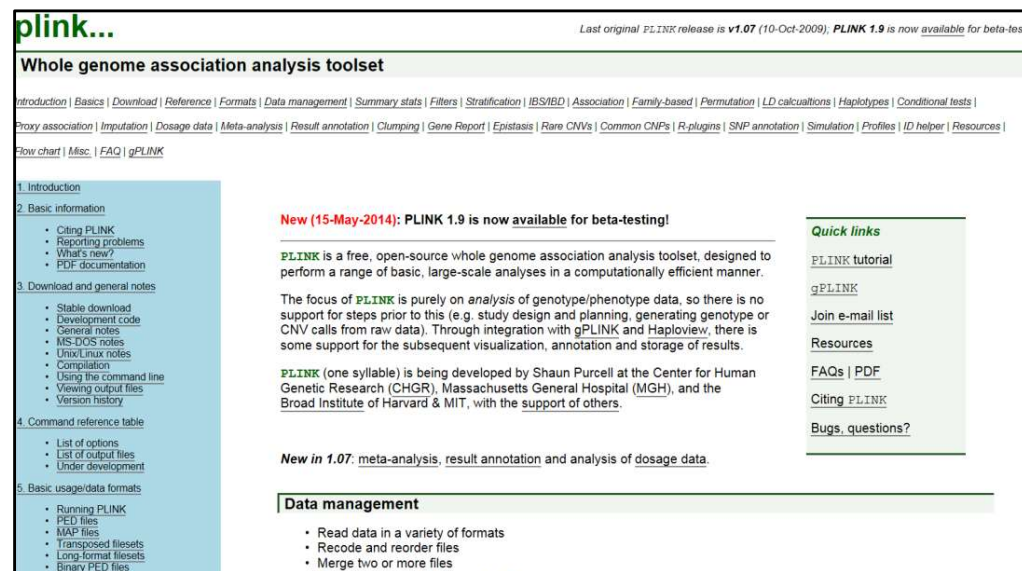 plink...
Last original PLINK release is v1.07 (10-Oct-2009); PLINK 1.9 is now available for beta-tes
Whole genome association analysis toolset
Introduction | Basics | Download | Reference | Formats | Data management | Summary stats | Filters | Stratification | IBS/IBD | Association | Family-based | Permutation | LD calcualtions | Haplotypes | Conditional tests |
Proxy association | Imputation | Dosage data | Meta-analysis | Result annotation | Clumping | Gene Report | Epistasis | Rare CNVs | Common CNPs | R-plugins | SNP annotation | Simulation | Profiles | ID helper | Resources |
Flow chart | Misc. | FAQ | gPLINK
1. Introduction
2. Basic information
• Citing PLINK
• Reporting problems
• What's new?
• PDF documentation
3. Download and general notes
• Stable download
• Development code
• General notes
• MS-DOS notes
• Unix/Linux notes
• Compilation
• Using the command line
• Viewing output files
• Version history
4. Command reference table
• List of options
• List of output files
• Under development
5. Basic usage/data formats
• Running PLINK
• PED files
• MAP files
• Transposed filesets
• Long-format filesets
• Binary PED files
New (15-May-2014): PLINK 1.9 is now available for beta-testing!
PLINK is a free, open-source whole genome association analysis toolset, designed to
perform a range of basic, large-scale analyses in a computationally efficient manner.
The focus of PLINK is purely on analysis of genotype/phenotype data, so there is no
support for steps prior to this (e.g. study design and planning, generating genotype or
CNV calls from raw data). Through integration with gPLINK and Haploview, there is
some support for the subsequent visualization, annotation and storage of results.
PLINK (one syllable) is being developed by Shaun Purcell at the Center for Human
Genetic Research (CHGR), Massachusetts General Hospital (MGH), and the
Broad Institute of Harvard & MIT, with the support of others.
New in 1.07: meta-analysis, result annotation and analysis of dosage data.
Data management
• Read data in a variety of formats
• Recode and reorder files
• Merge two or more files
Quick links
PLINK tutorial
gPLINK
Join e-mail list
Resources
FAQs | PDF
Citing PLINK
Bugs, questions?